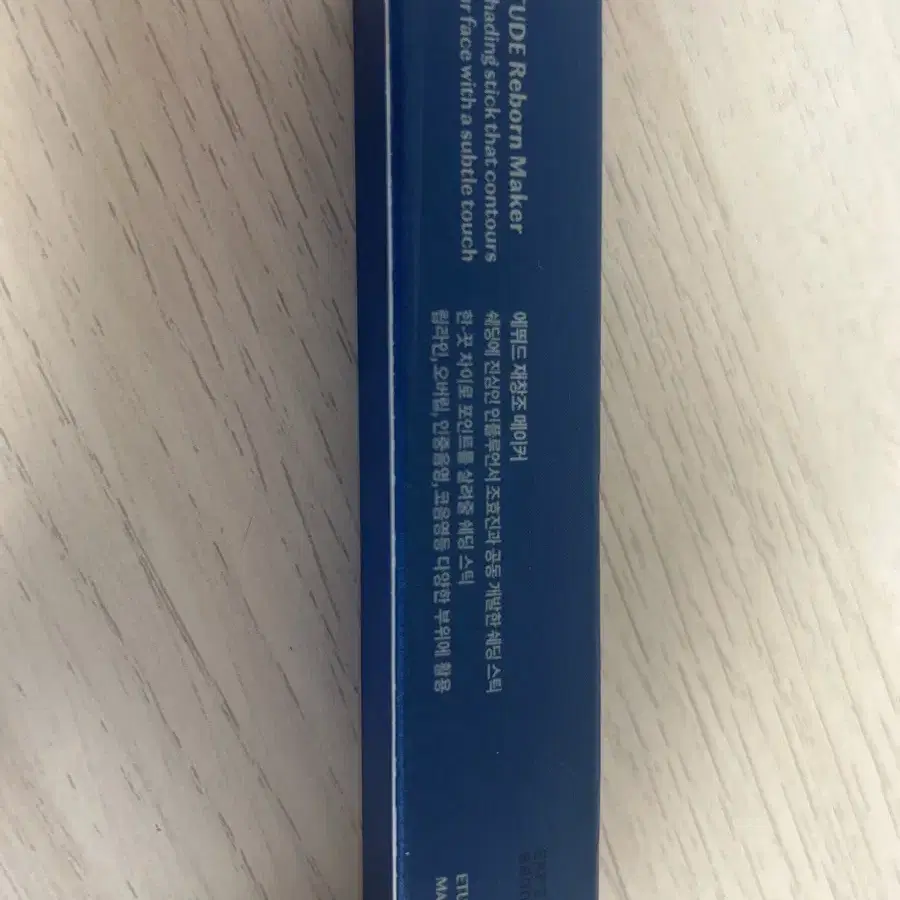 TUDE Reborn Maker
hading stick that contours
r face with a subtle touch
에뛰드 재창조 메이커
쉐딩에 진심인 인플루언서 조효진과 공동 개발한 쉐딩 스틱
한 끗 차이로 포인트를 살려줄 쉐딩 스틱
립라인, 오버립, 인중음영, 코음영등 다양한 부위에 활용
ETU
MA